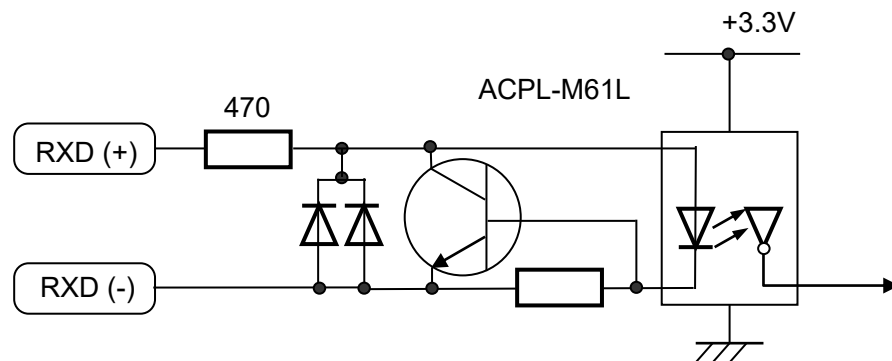 +3.3V
ACPL-M61L
470
RXD (+)
RXD (-)